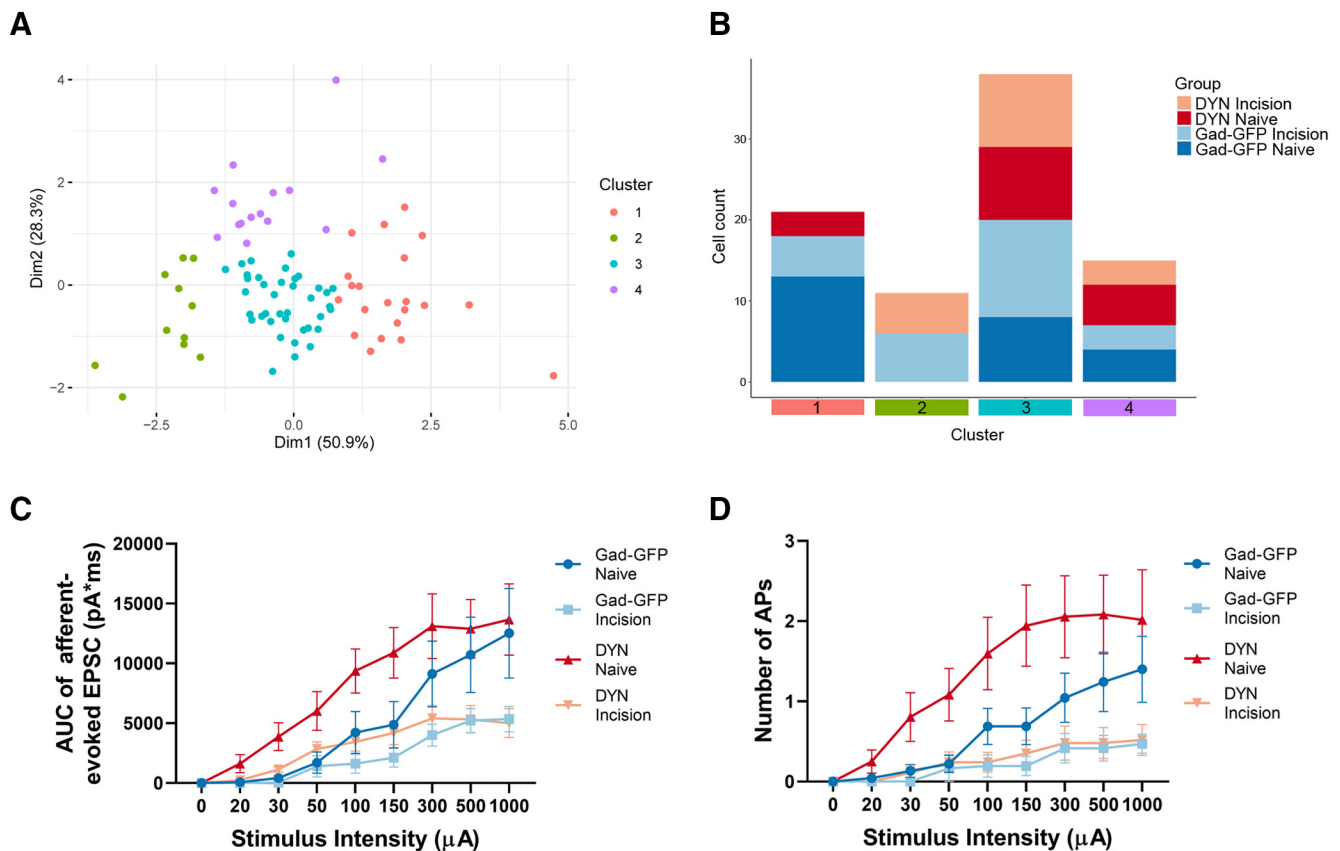 A
4
2
0
−2
Dim2 (28.3%)
−2.5
0.0
2.5
5.0
Dim1 (50.9%)
Cluster
1
2
3
4
B
30
20
10
0
Cell count
1
2
3
4
Cluster
Group
DYN Incision
DYN Naive
Gad-GFP Incision
Gad-GFP Naive
C
AUC of afferent-
evoked EPSC (pA*ms)
20000
15000
10000
5000
0
0 20 30 50 100 150 300 500 1000
Stimulus Intensity (μA)
Gad-GFP
Naive
Gad-GFP
Incision
DYN
Naive
DYN
Incision
D
Number of APs
3
2
1
0
0 20 30 50 100 150 300 500 1000
Stimulus Intensity (μA)
Gad-GFP
Naive
Gad-GFP
Incision
DYN
Naive
DYN
Incision